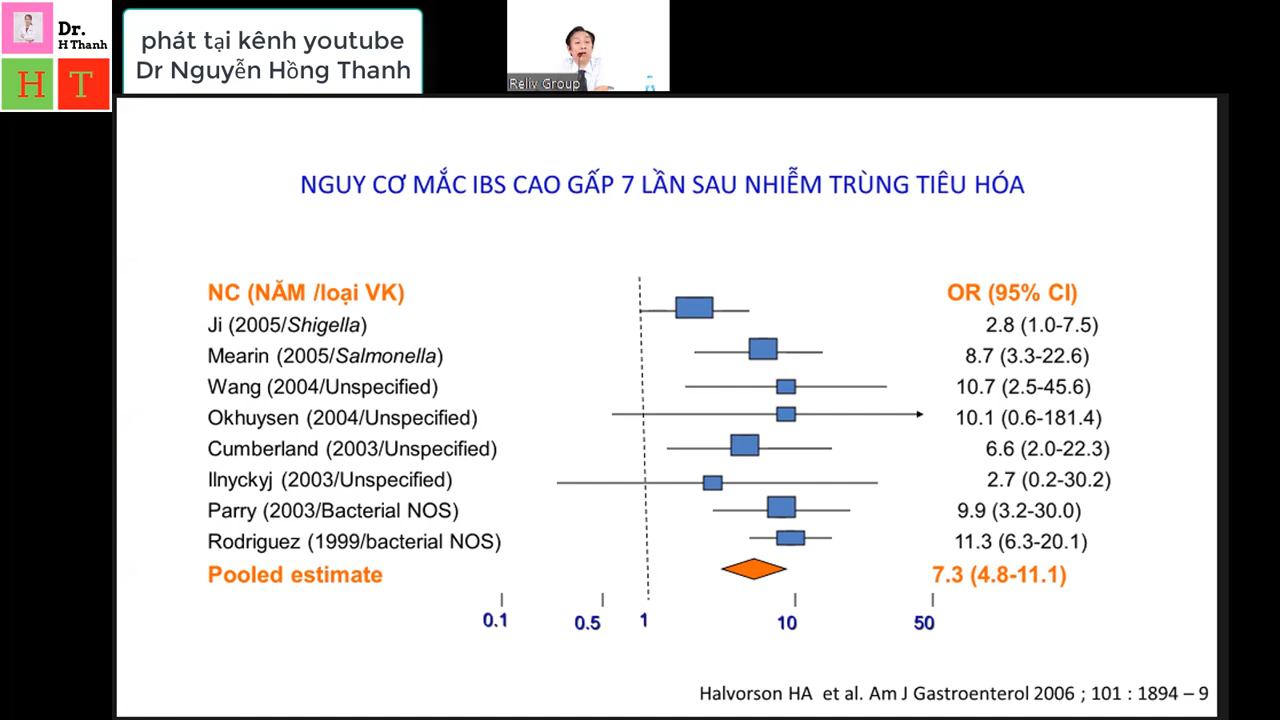 Dr.
H Thanh
H T
phát tại kênh youtube
Dr Nguyễn Hồng Thanh
Reliv Group
NGUY CƠ MẮC IBS CAO GẤP 7 LẦN SAU NHIỄM TRÙNG TIÊU HÓA
NC (NĂM /loại VK) OR (95% CI)
Ji (2005/Shigella) 2.8 (1.0-7.5)
Mearin (2005/Salmonella) 8.7 (3.3-22.6)
Wang (2004/Unspecified) 10.7 (2.5-45.6)
Okhuysen (2004/Unspecified) 10.1 (0.6-181.4)
Cumberland (2003/Unspecified) 6.6 (2.0-22.3)
Ilnyckyj (2003/Unspecified) 2.7 (0.2-30.2)
Parry (2003/Bacterial NOS) 9.9 (3.2-30.0)
Rodriguez (1999/bacterial NOS) 11.3 (6.3-20.1)
Pooled estimate 7.3 (4.8-11.1)
0.1 0.5 1 10 50
Halvorson HA et al. Am J Gastroenterol 2006 ; 101 : 1894 – 9